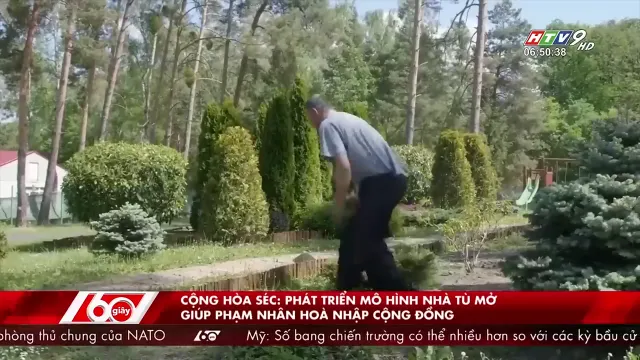 HTV9 HD
06:50:38
60 giây
CỘNG HÒA SÉC: PHÁT TRIỂN MÔ HÌNH NHÀ TÙ MỞ
GIÚP PHẠM NHÂN HOÀ NHẬP CỘNG ĐỒNG
phòng thủ chung của NATO 60 giây Mỹ: Số bang chiến trường có thể nhiều hơn so với các kỳ bầu cử